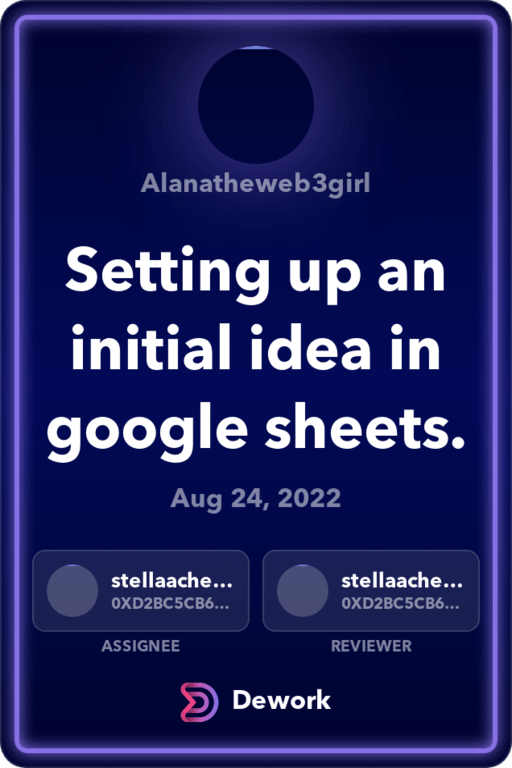 Alanatheweb3girl
Setting up an
initial idea in
google sheets.
Aug 24, 2022
stellaache...
0XD2BC5CB6...
ASSIGNEE
stellaache...
0XD2BC5CB6...
REVIEWER
Dework